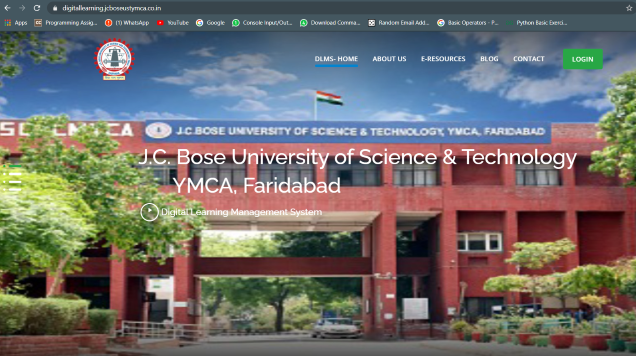 digitallearning.jcboseustymca.co.in
Apps
Programming Assig...
(1) WhatsApp
YouTube
Google
Console Input/Out...
Download Comma...
Random Email Add...
Basic Operators - P...
Python Basic Exerci...
DLMS- HOME
ABOUT US
E-RESOURCES
BLOG
CONTACT
LOGIN
J.C.BOSE UNIVERSITY OF SCIENCE & TECHNOLOGY, YMCA, FARIDABAD
J.C. Bose University of Science & Technology
YMCA, Faridabad
Digital Learning Management System